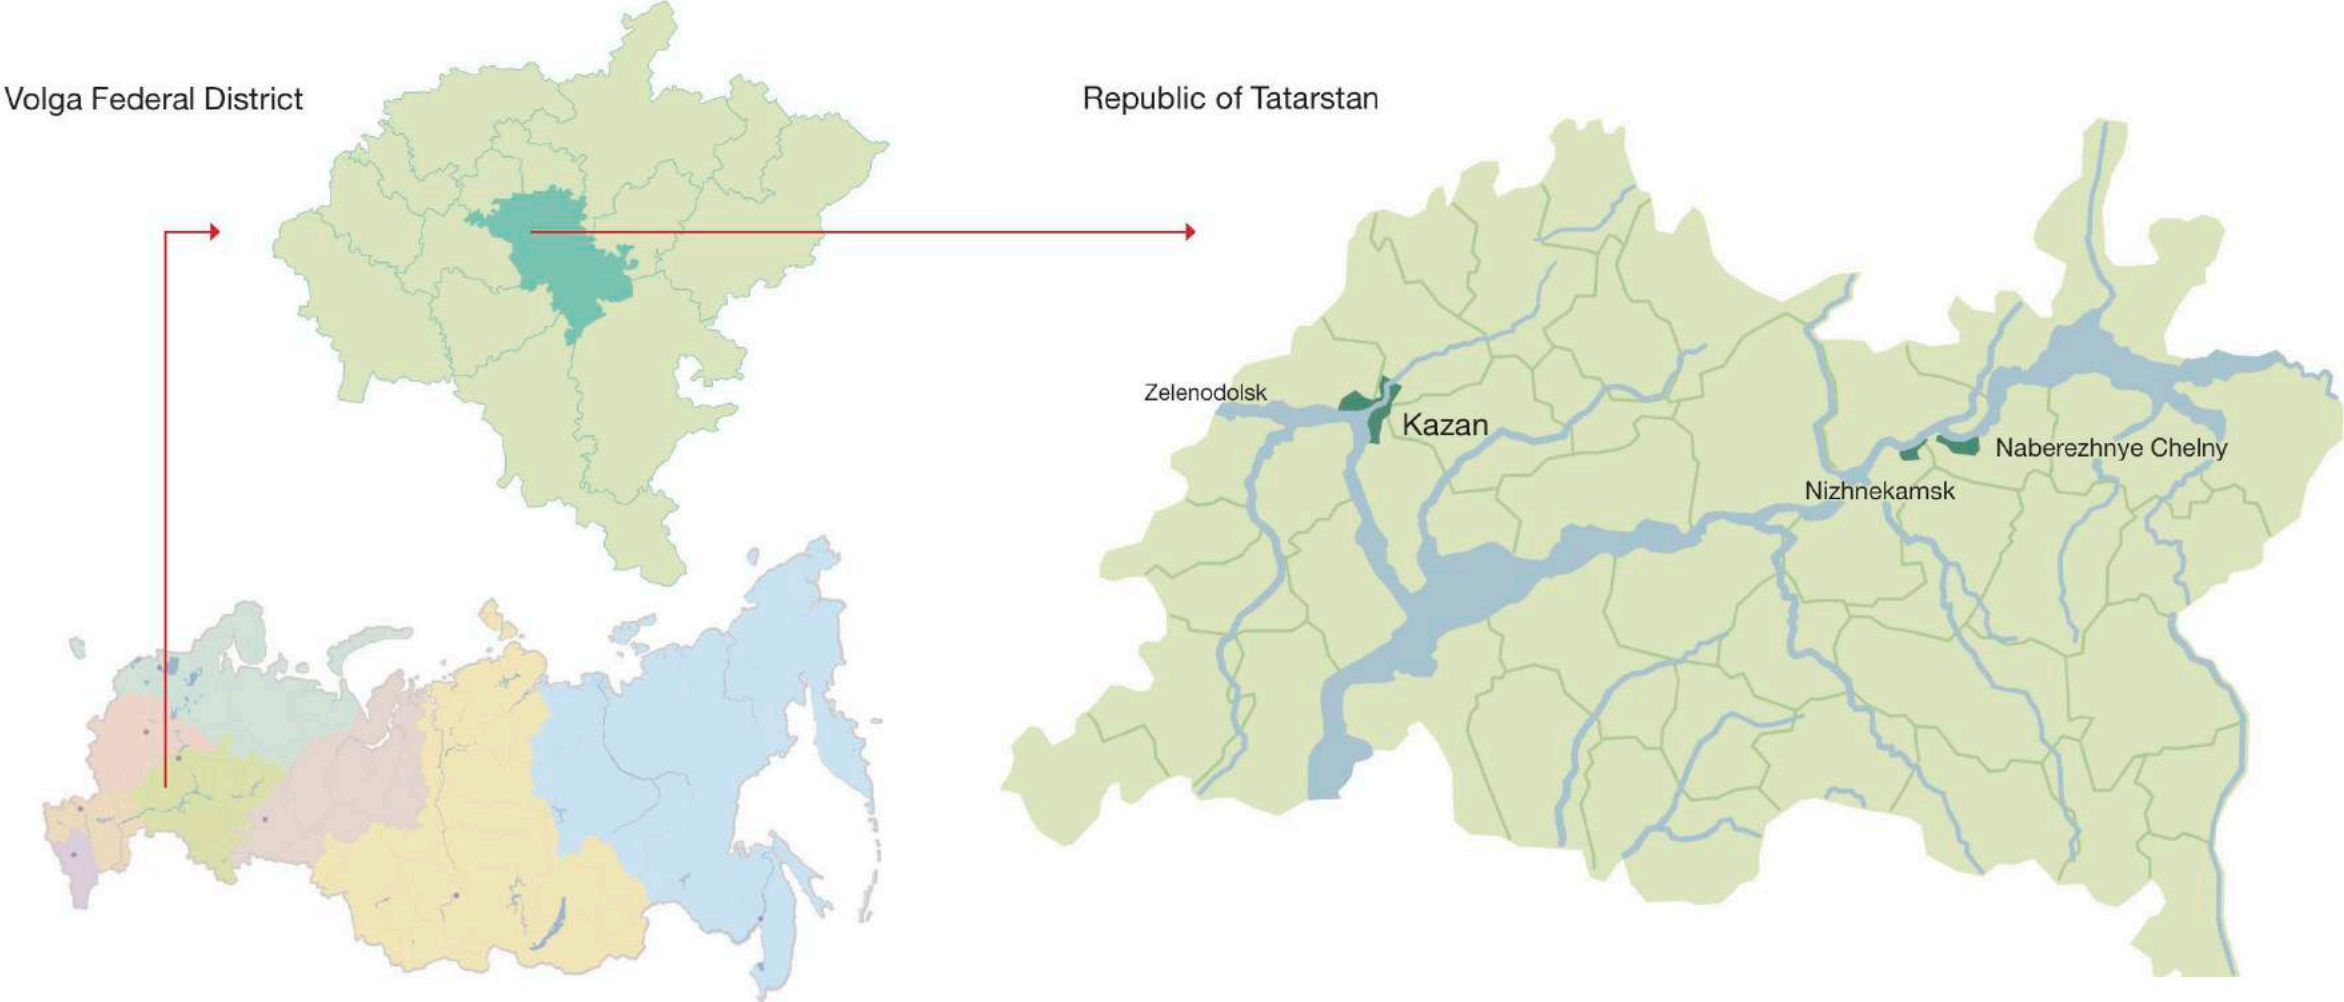 Volga Federal District
Republic of Tatarstan
Zelenodolsk
Kazan
Naberezhnye Chelny
Nizhnekamsk